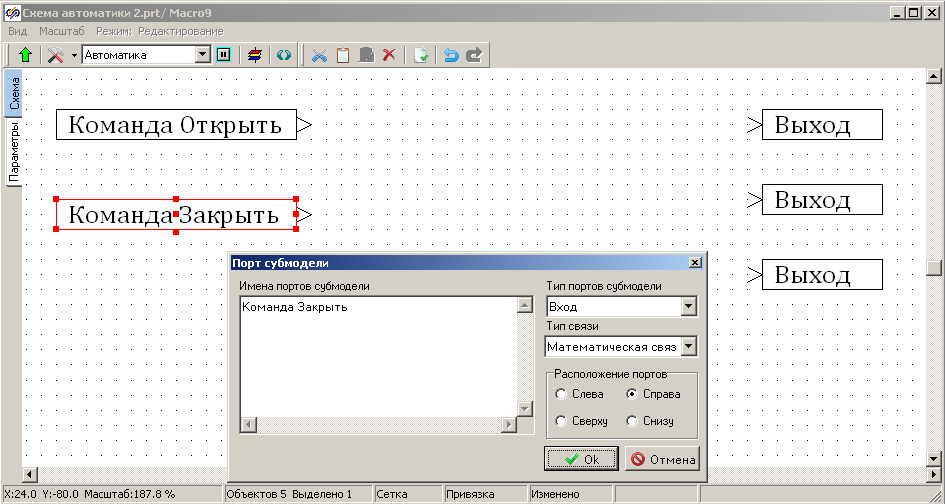 Схема автоматики 2.prt/ Macro9
Вид Масштаб Режим: Редактирование
Автоматика
Схема
Параметры
Команда Открыть
Выход
Команда Закрыть
Выход
Выход
Порт субмодели
Имена портов субмодели
Команда Закрыть
Тип портов субмодели
Вход
Тип связи
Математическая связ
Расположение портов
Слева Справа
Сверху Снизу
Ok Отмена
X:24.0 Y:-80.0 Масштаб:187.8 % Объектов 5 Выделено 1 Сетка Привязка Изменено